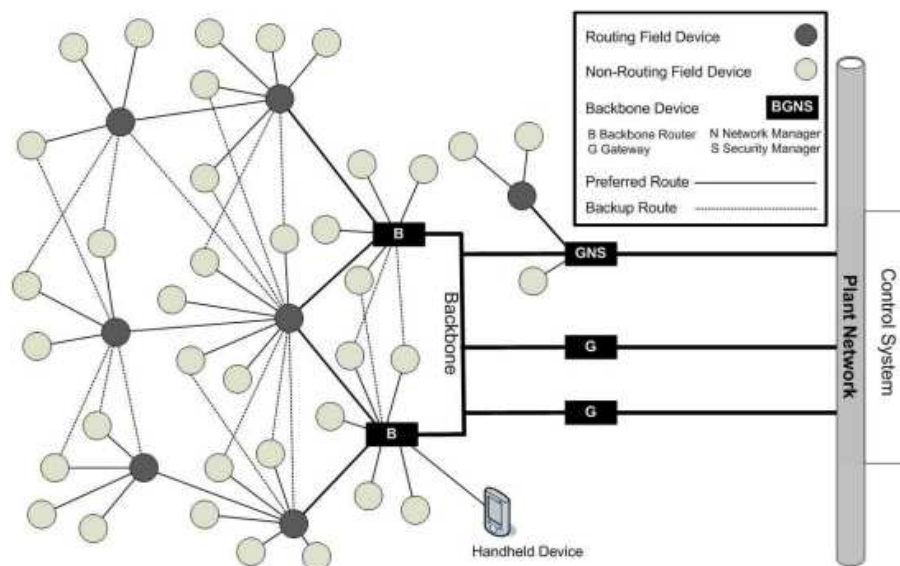 Routing Field Device
Non-Routing Field Device
Backbone Device BGNS
B Backbone Router N Network Manager
G Gateway S Security Manager
Preferred Route
Backup Route
B
GNS
Backbone
G
G
B
Plant Network
Control System
Handheld Device